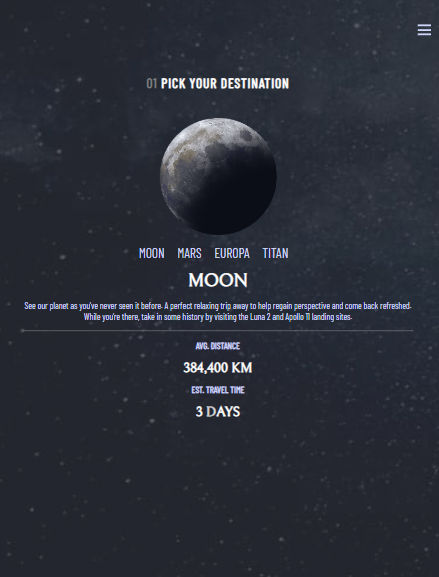 01 PICK YOUR DESTINATION
MOON MARS EUROPA TITAN
MOON
See our planet as you've never seen it before. A perfect relaxing trip away to help regain perspective and come back refreshed.
While you're there, take in some history by visiting the Luna 2 and Apollo 11 landing sites.
AVG. DISTANCE
384,400 KM
EST. TRAVEL TIME
3 DAYS